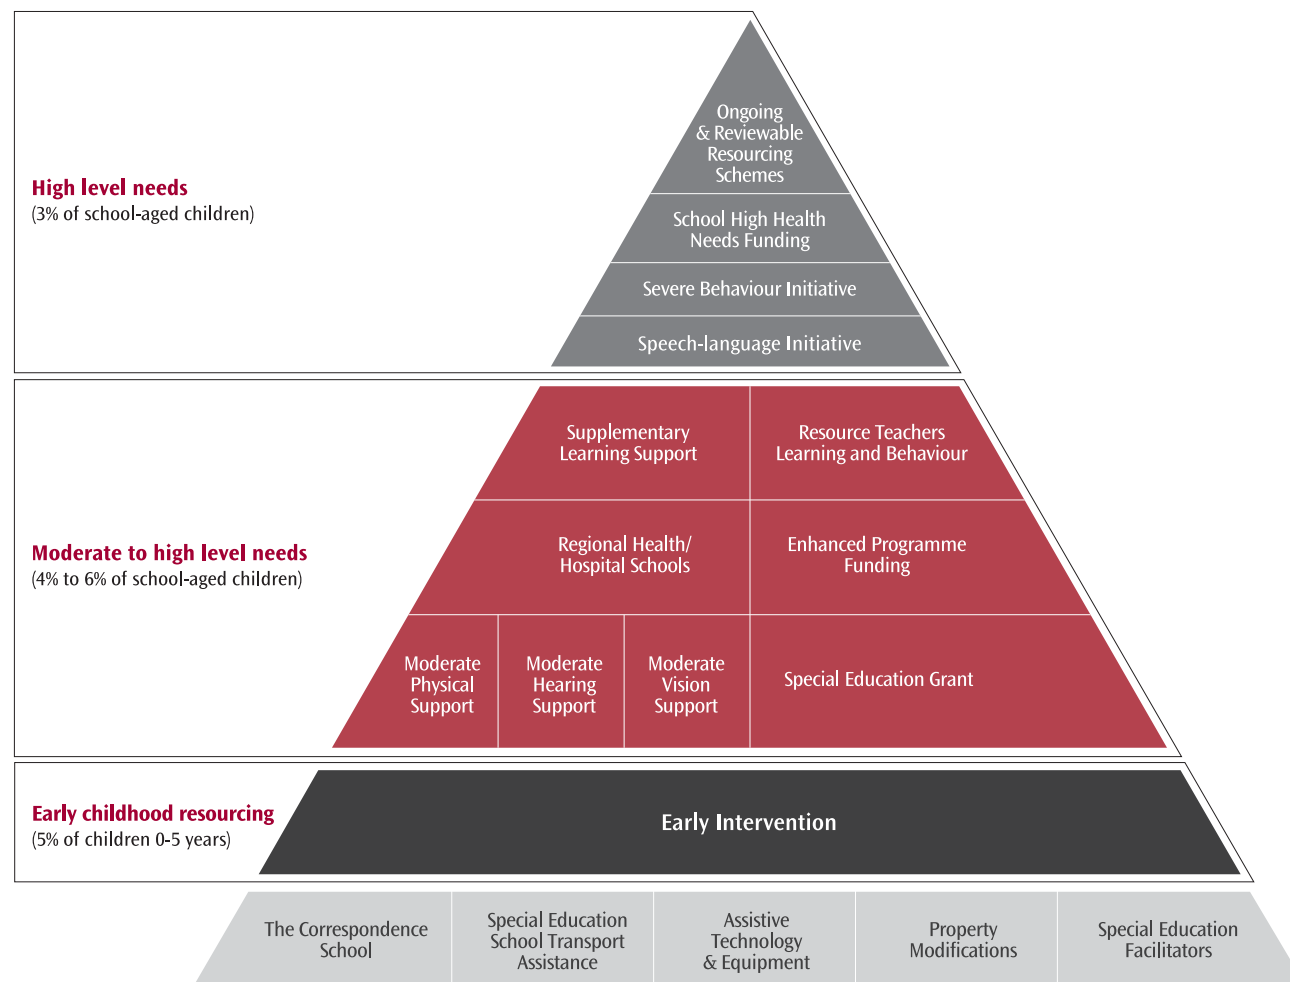 High level needs
(3% of school-aged children)
Ongoing
& Reviewable
Resourcing
Schemes
School High Health
Needs Funding
Severe Behaviour Initiative
Speech-language Initiative
Moderate to high level needs
(4% to 6% of school-aged children)
Supplementary
Learning Support
Resource Teachers
Learning and Behaviour
Regional Health/
Hospital Schools
Enhanced Programme
Funding
Moderate
Physical
Support
Moderate
Hearing
Support
Moderate
Vision
Support
Special Education Grant
Early childhood resourcing
(5% of children 0-5 years)
Early Intervention
The Correspondence
School
Special Education
School Transport
Assistance
Assistive
Technology
& Equipment
Property
Modifications
Special Education
Facilitators